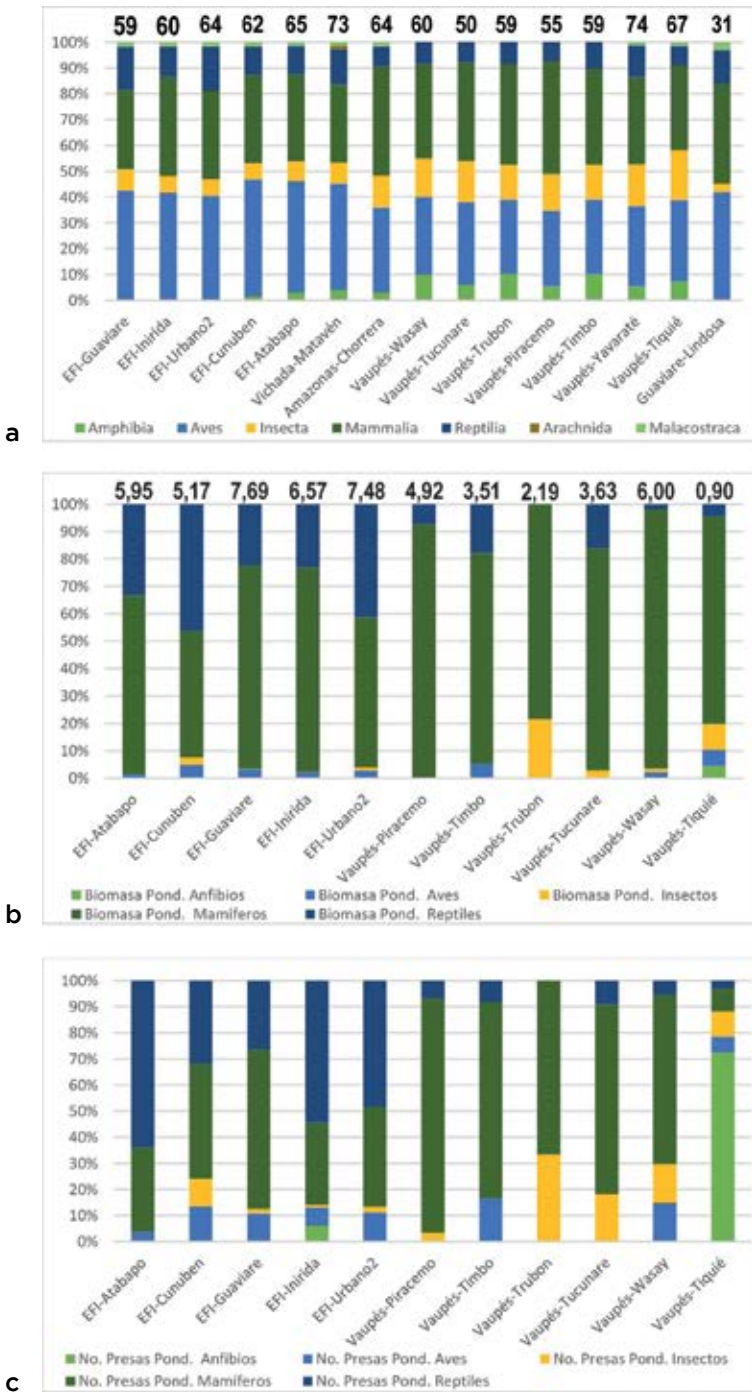 59 60 64 62 65 73 64 60 50 59 55 59 74 67 31
100%
90%
80%
70%
60%
50%
40%
30%
20%
10%
0%
EFI-Guaviare
EFI-Inirida
EFI-Urbano2
EFI-Cunuben
EFI-Atabapo
Vichada-Matavén
Amazonas-Chorrera
Vaupés-Wasay
Vaupés-Tucunare
Vaupés-Trubon
Vaupés-Piracemo
Vaupés-Timbo
Vaupés-Yavaraté
Vaupés-Tiquié
Guaviare-Lindosa
Amphibia Aves Insecta Mammalia Reptilia Arachnida Malacostraca
a
5,95 5,17 7,69 6,57 7,48 4,92 3,51 2,19 3,63 6,00 0,90
100%
90%
80%
70%
60%
50%
40%
30%
20%
10%
0%
EFI-Atabapo
EFI-Cunuben
EFI-Guaviare
EFI-Inirida
EFI-Urbano2
Vaupés-Piracemo
Vaupés-Timbo
Vaupés-Trubon
Vaupés-Tucunare
Vaupés-Wasay
Vaupés-Tiquié
Biomasa Pond. Anfibios Biomasa Pond. Aves Biomasa Pond. Insectos
Biomasa Pond. Mamíferos Biomasa Pond. Reptiles
b
100%
90%
80%
70%
60%
50%
40%
30%
20%
10%
0%
EFI-Atabapo
EFI-Cunuben
EFI-Guaviare
EFI-Inirida
EFI-Urbano2
Vaupés-Piracemo
Vaupés-Timbo
Vaupés-Trubon
Vaupés-Tucunare
Vaupés-Wasay
Vaupés-Tiquié
No. Presas Pond. Anfibios No. Presas Pond. Aves No. Presas Pond. Insectos
No. Presas Pond. Mamíferos No. Presas Pond. Reptiles
c